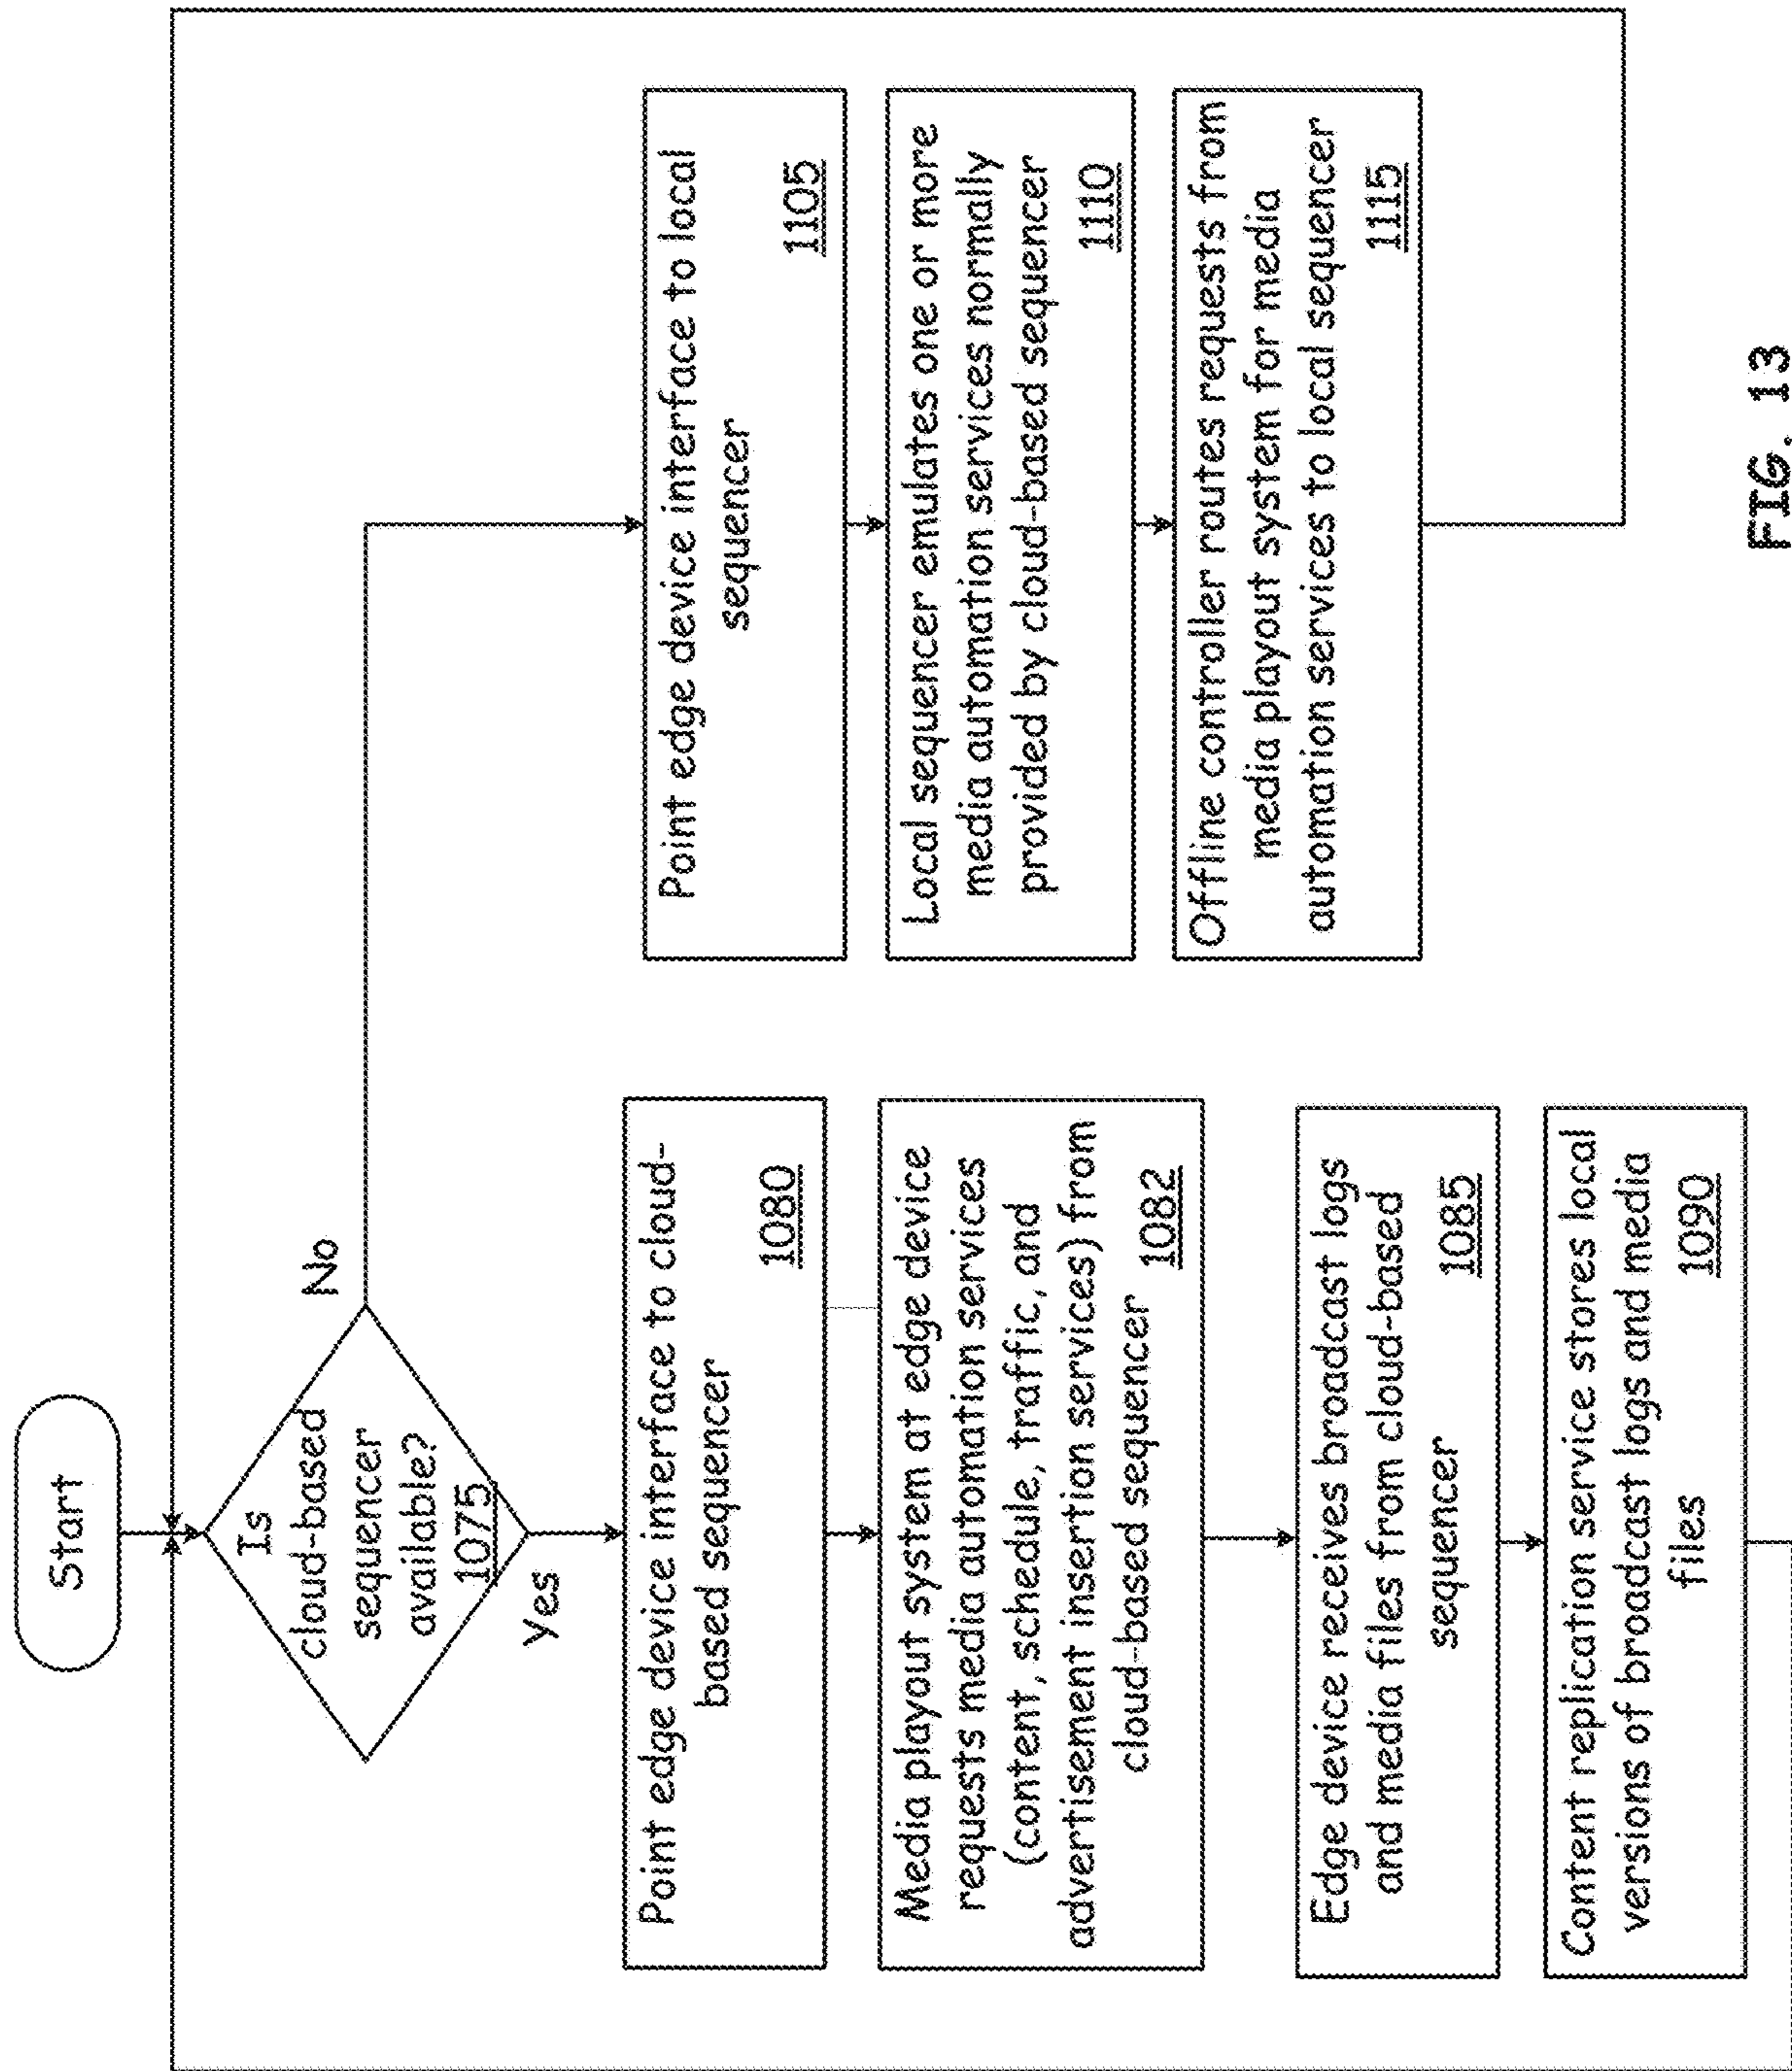 Start
Is
cloud-based
sequencer
available?
1075
No
Yes
Point edge device interface to cloud-
based sequencer
1080
Media playout system at edge device
requests media automation services
(content, schedule, traffic, and
advertisement insertion services) from
cloud-based sequencer
1082
Edge device receives broadcast logs
and media files from cloud-based
sequencer
1085
Content replication service stores local
versions of broadcast logs and media
files
1090
Point edge device interface to local
sequencer
1105
Local sequencer emulates one or more
media automation services normally
provided by cloud-based sequencer
1110
Offline controller routes requests from
media playout system for media
automation services to local sequencer
1115
FIG. 13